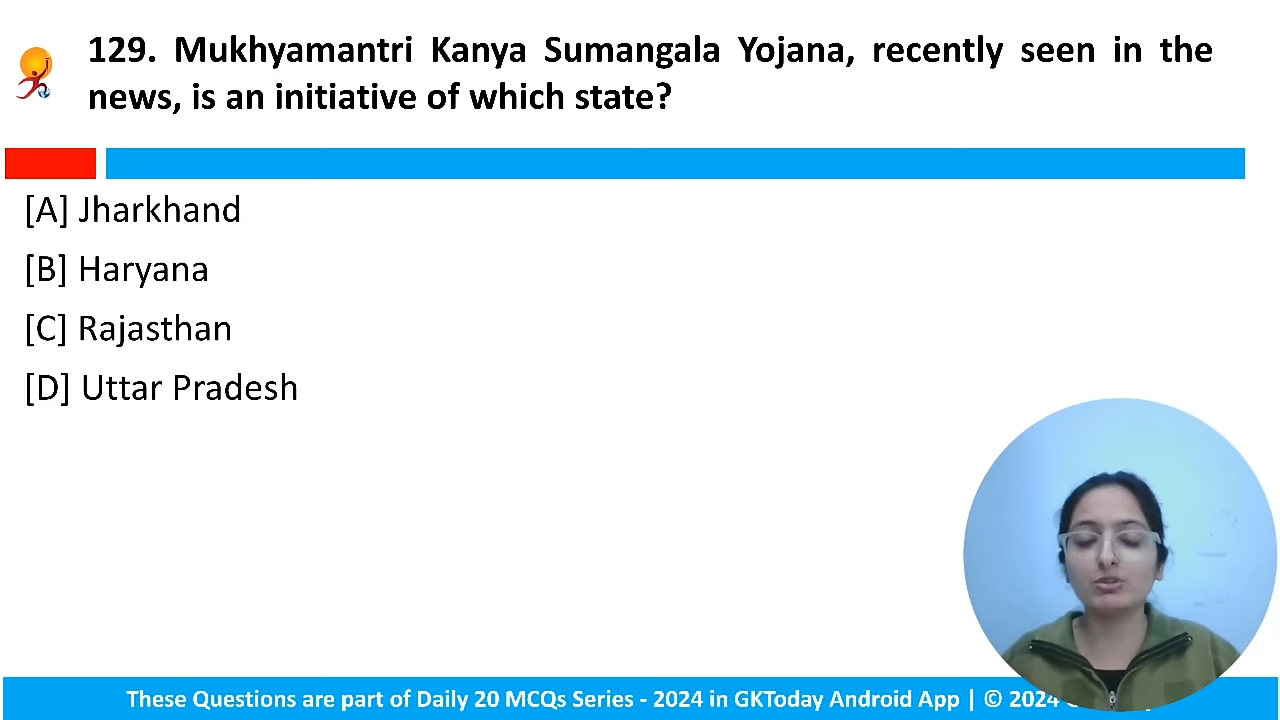 129. Mukhyamantri Kanya Sumangala Yojana, recently seen in the
news, is an initiative of which state?
[A] Jharkhand
[B] Haryana
[C] Rajasthan
[D] Uttar Pradesh
These Questions are part of Daily 20 MCQs Series - 2024 in GKToday Android App | © 2024